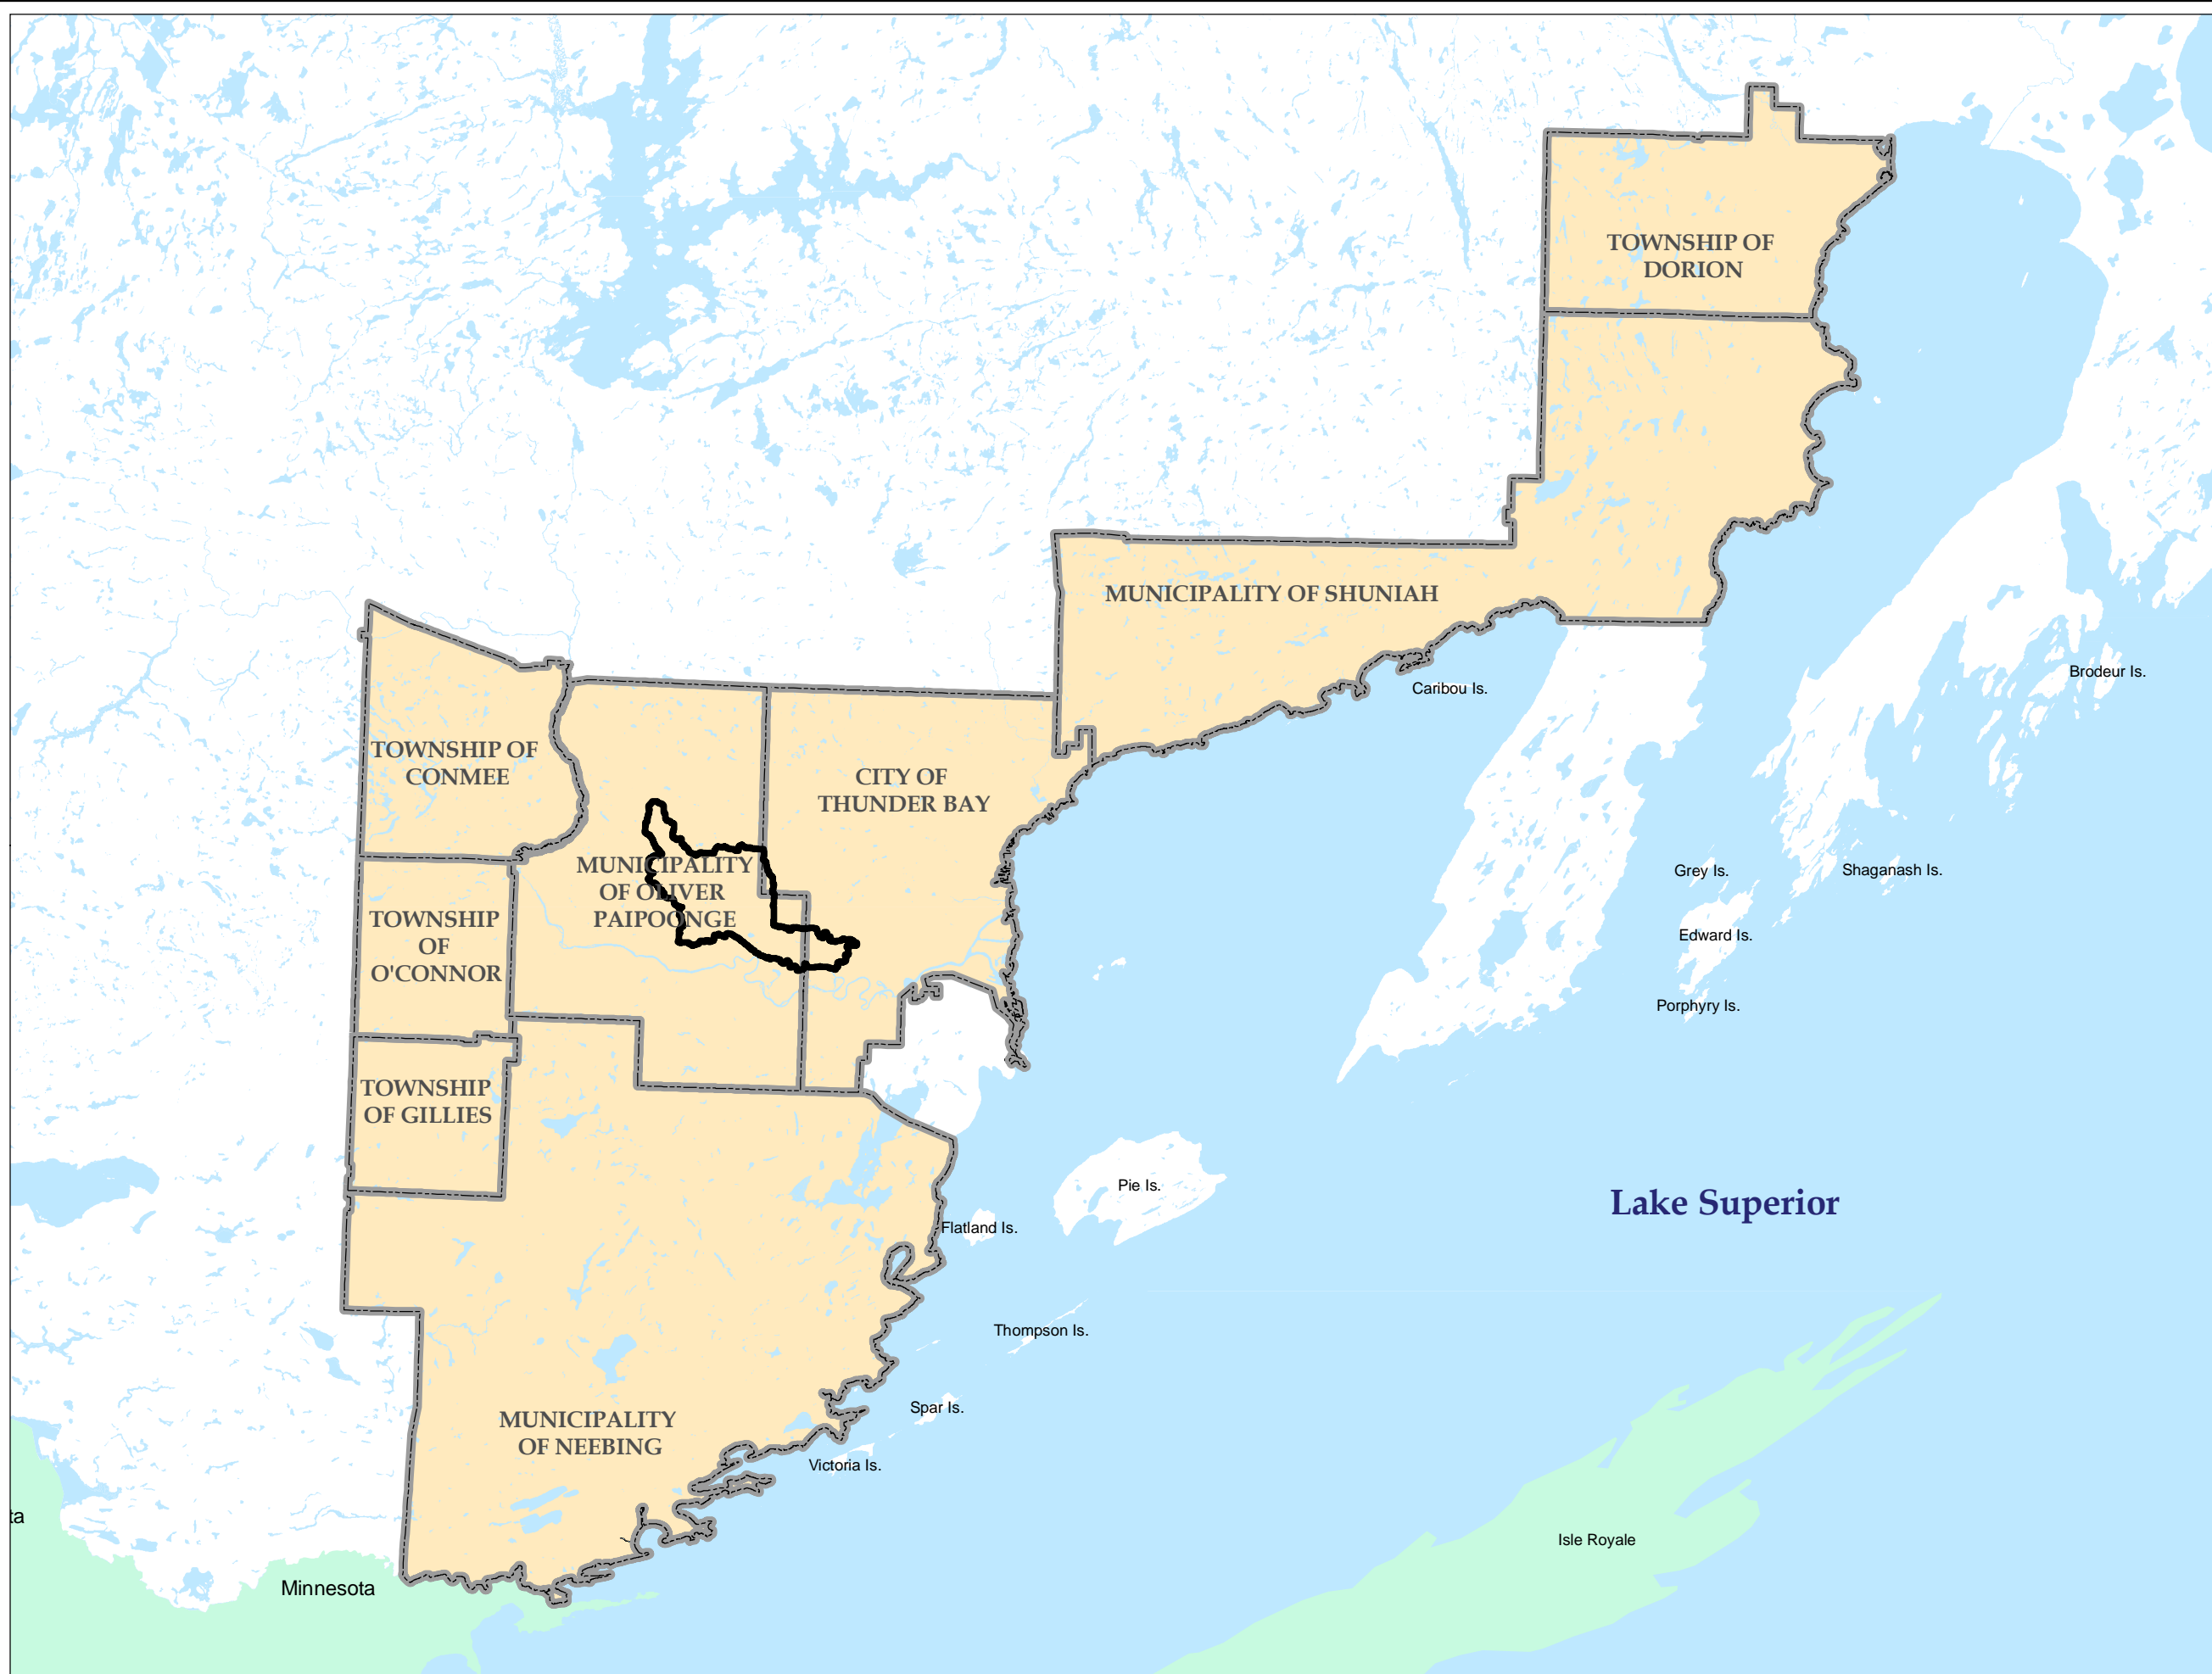 TOWNSHIP OF
DORION
MUNICIPALITY OF SHUNIAH
Caribou Is.
Brodeur Is.
TOWNSHIP OF
CONMEE
CITY OF
THUNDER BAY
MUNICIPALITY
OF OLIVER
PAIPOONGE
Grey Is.
Shaganash Is.
TOWNSHIP
OF
O'CONNOR
Edward Is.
Porphyry Is.
TOWNSHIP
OF GILLIES
Pie Is.
Lake Superior
Flatland Is.
Thompson Is.
Spar Is.
MUNICIPALITY
OF NEEBING
Victoria Is.
ta
Isle Royale
Minnesota